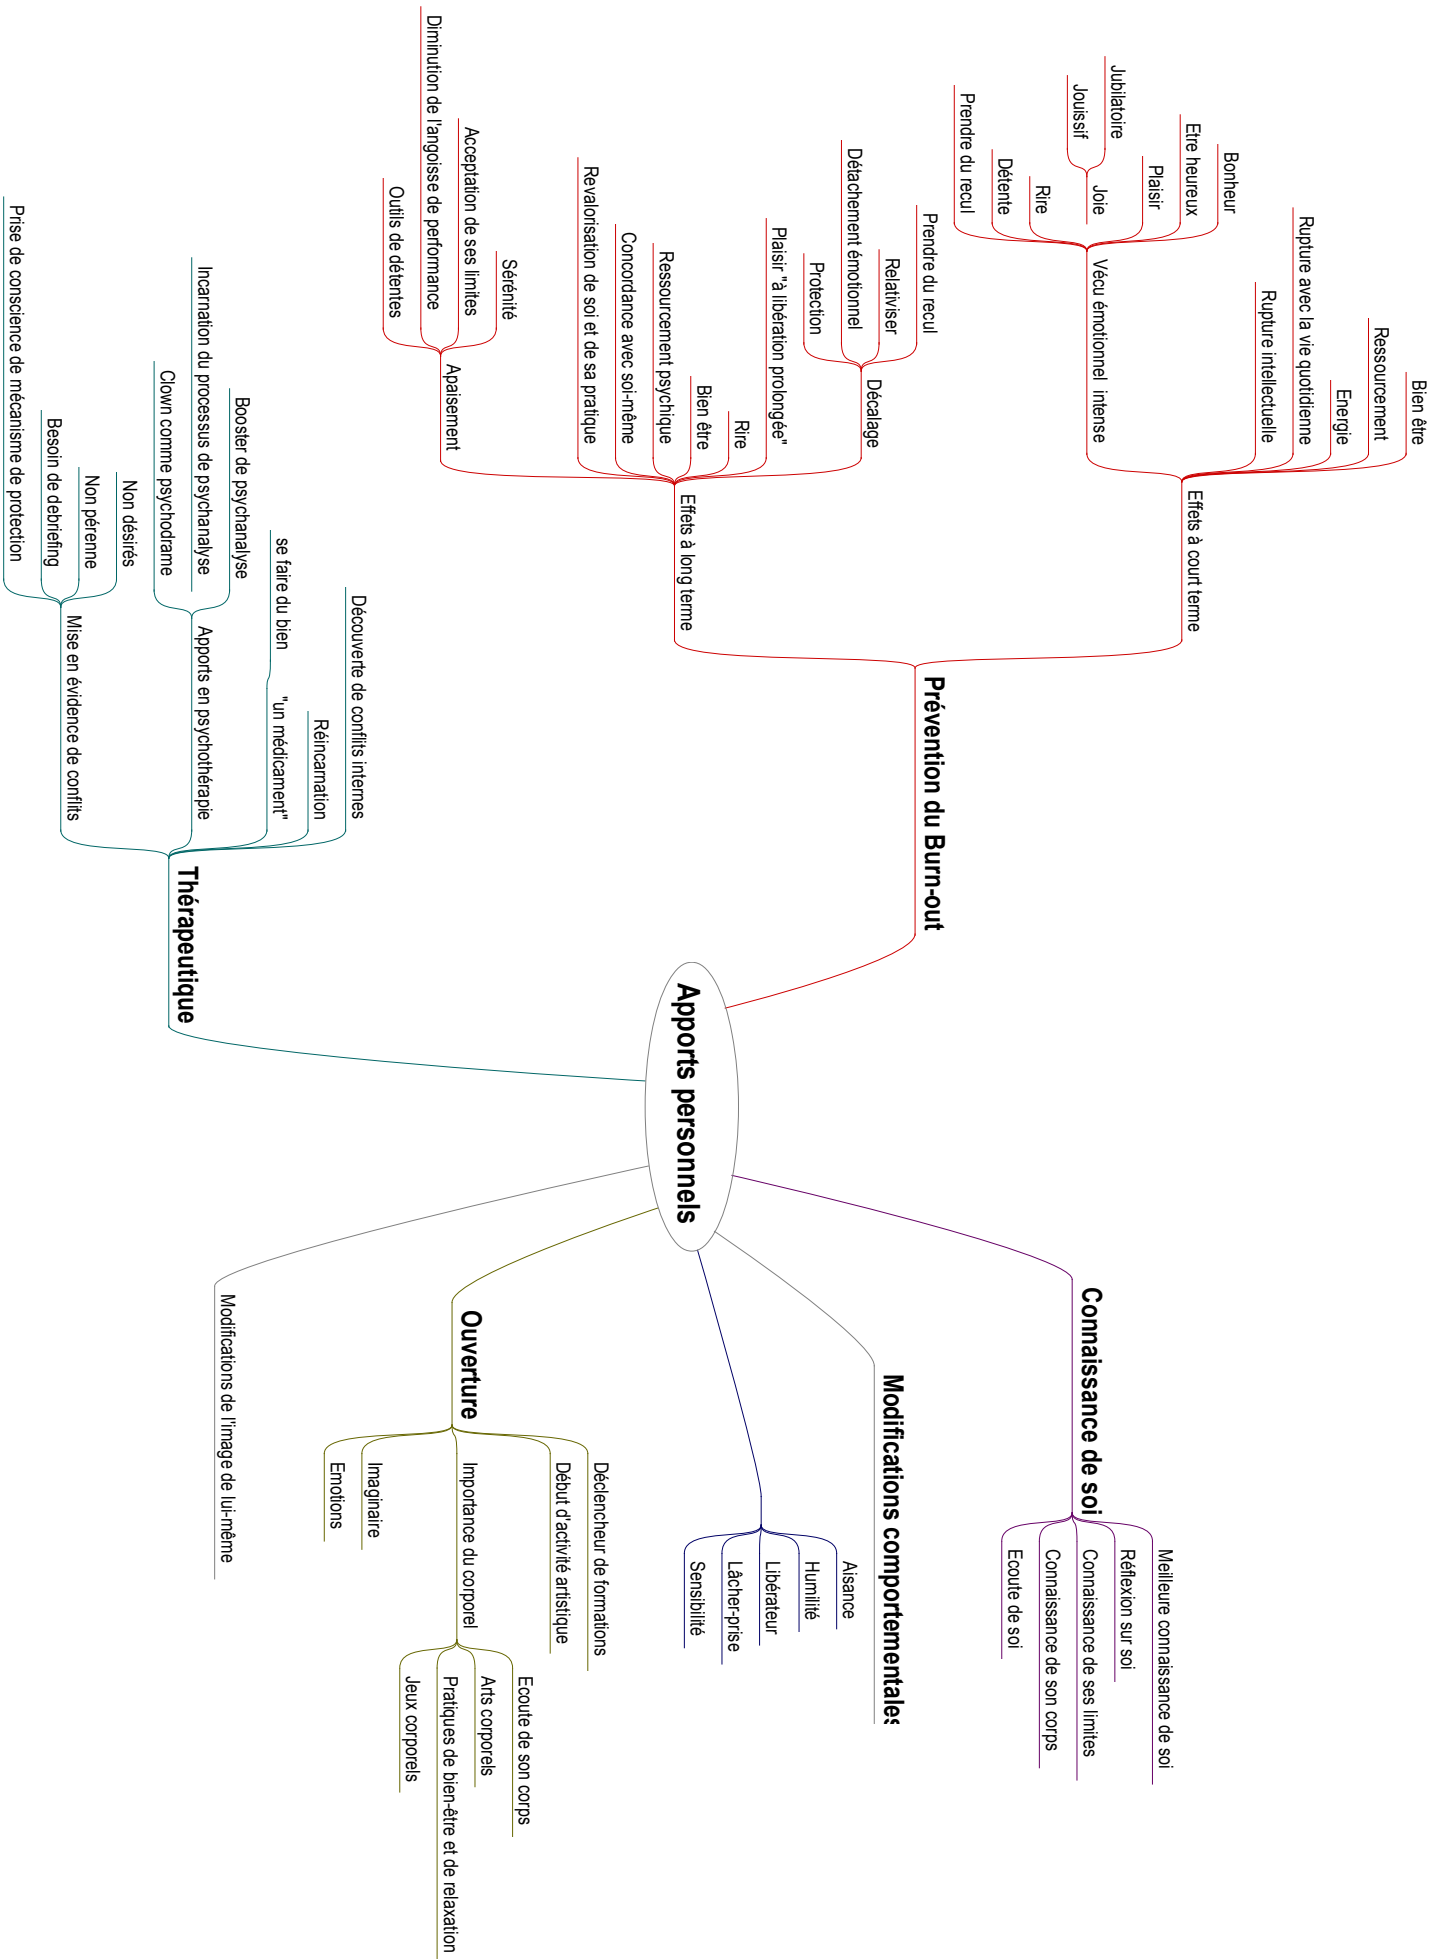 Apports personnels
Prévention du Burn-out
Effets à court terme
Bien être
Ressourcement
Energie
Rupture avec la vie quotidienne
Rupture intellectuelle
Vécu émotionnel intense
Bonheur
Etre heureux
Plaisir
Joie
Jubilatoire
Jouissif
Rire
Détente
Prendre du recul
Effets à long terme
Décalage
Prendre du recul
Relativiser
Détachement émotionnel
Protection
Plaisir "à libération prolongée"
Rire
Bien être
Ressourcement psychique
Concordance avec soi-même
Revalorisation de soi et de sa pratique
Apaisement
Sérénité
Acceptation de ses limites
Diminution de l'angoisse de performance
Outils de détentes
Thérapeutique
Découverte de conflits internes
Réincarnation
"un médicament"
se faire du bien
Apports en psychothérapie
Booster de psychanalyse
Incarnation du processus de psychanalyse
Clown comme psychodrame
Mise en évidence de conflits
Non désirés
Non pérenne
Besoin de debriefing
Prise de conscience de mécanisme de protection
Connaissance de soi
Meilleure connaissance de soi
Réflexion sur soi
Connaissance de ses limites
Connaissance de son corps
Ecoute de soi
Modifications comportementales
Aisance
Humilité
Libérateur
Lâcher-prise
Sensibilité
Ouverture
Déclencheur de formations
Début d'activité artistique
Importance du corporel
Ecoute de son corps
Arts corporels
Pratiques de bien-être et de relaxation
Jeux corporels
Imaginaire
Emotions
Modifications de l'image de lui-même